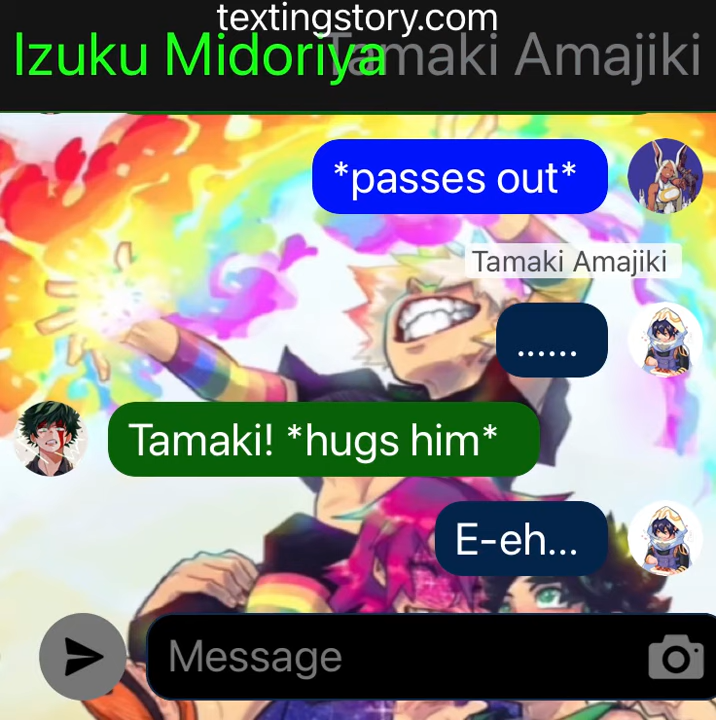 textingstory.com
Izuku Midoriya Tamaki Amajiki
*passes out*
Tamaki Amajiki
......
Tamaki! *hugs him*
E-eh...
Message